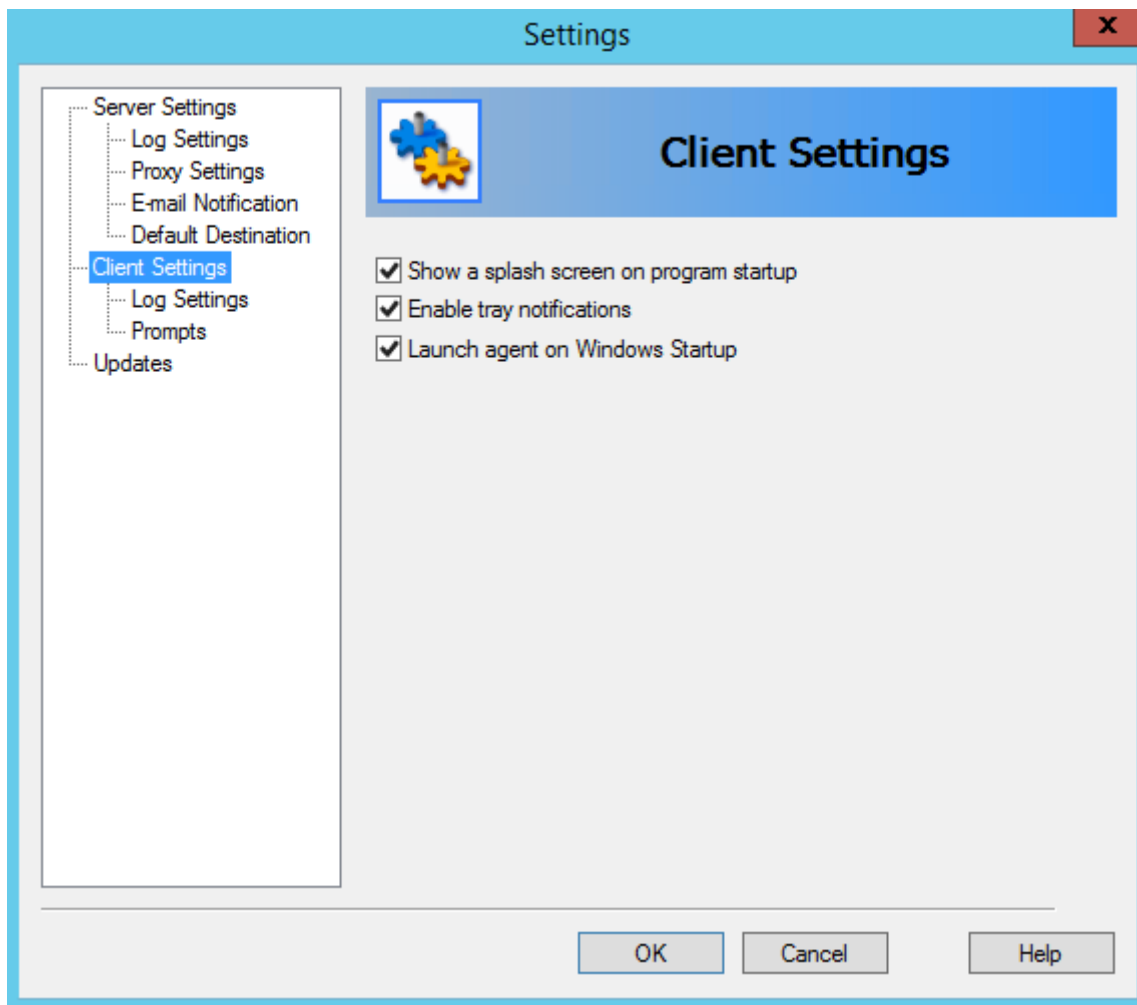 Settings
x
Server Settings
Log Settings
Proxy Settings
E-mail Notification
Default Destination
Client Settings
Log Settings
Prompts
Updates
Client Settings
Show a splash screen on program startup
Enable tray notifications
Launch agent on Windows Startup
OK Cancel Help